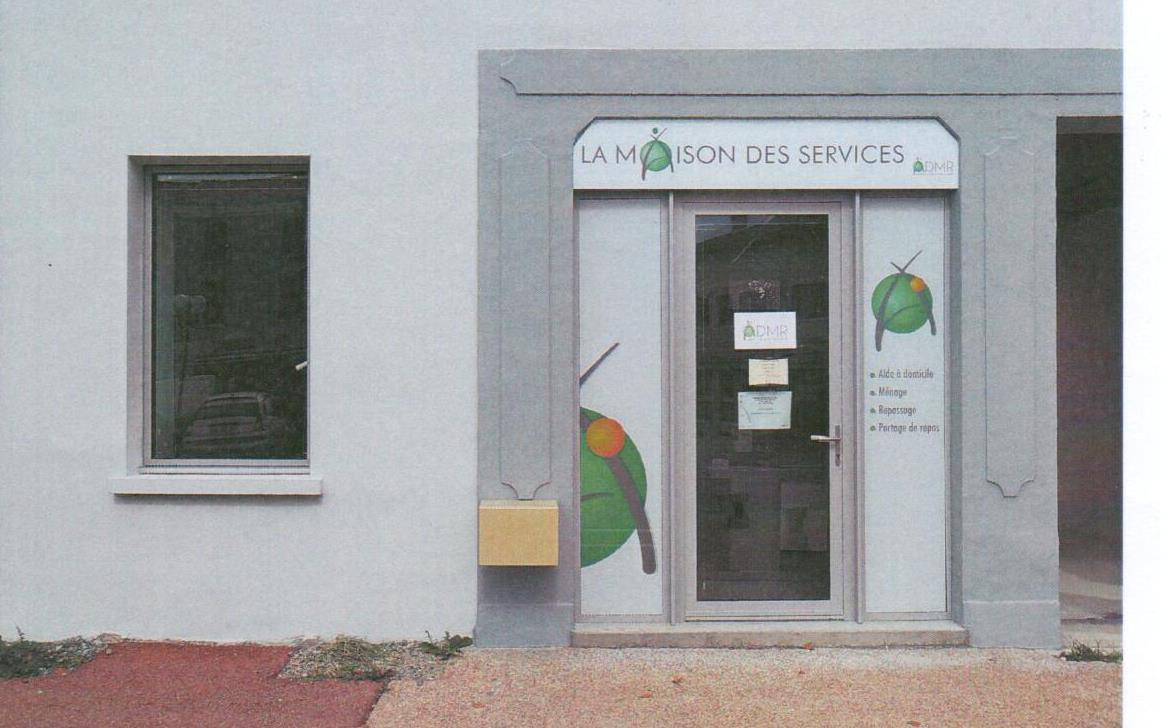 LA MAISON DES SERVICES
ADMR
ADMR
Aide à domicile
Ménage
Repassage
Portage de repas